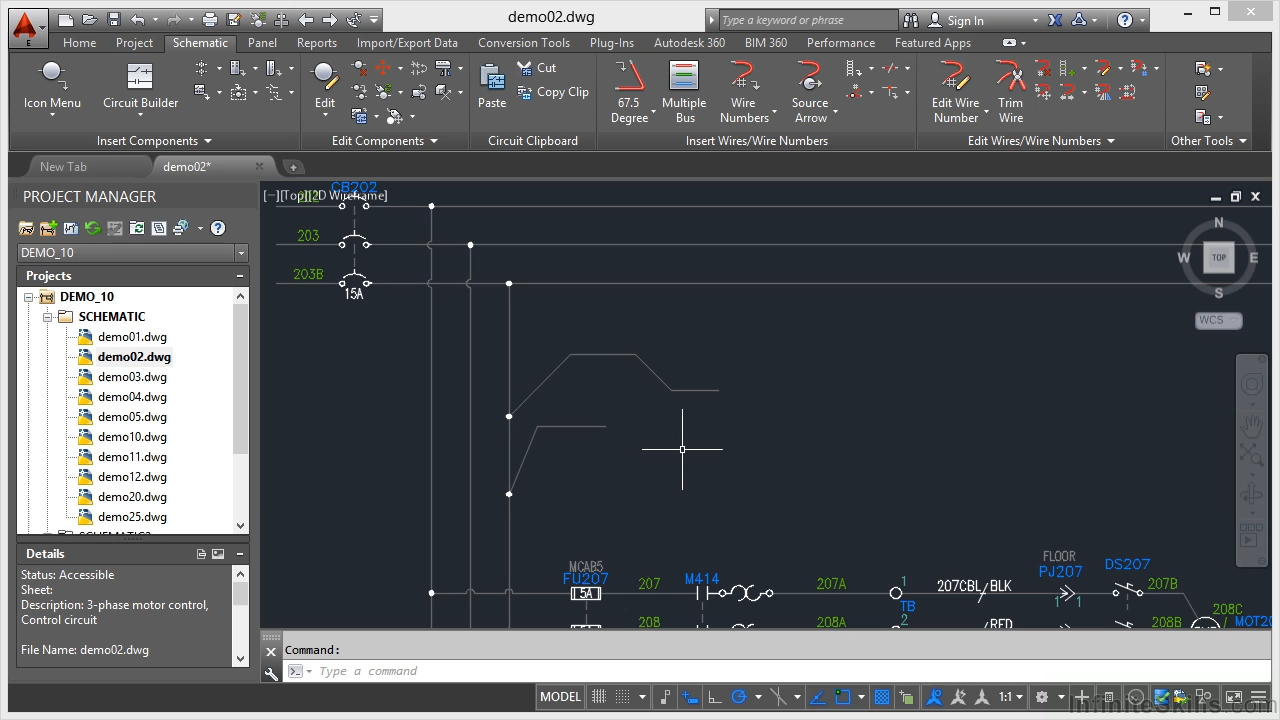 demo02.dwg
Type a keyword or phrase
Sign In
E
Home Project Schematic Panel Reports Import/Export Data Conversion Tools Plug-Ins Autodesk 360 BIM 360 Performance Featured Apps
Icon Menu
Circuit Builder
Edit
Paste
Cut
Copy Clip
67.5
Degree
Multiple
Bus
Wire
Numbers
Source
Arrow
Edit Wire
Number
Trim
Wire
Insert Components
Edit Components
Circuit Clipboard
Insert Wires/Wire Numbers
Edit Wires/Wire Numbers
Other Tools
New Tab
demo02*
PROJECT MANAGER
DEMO_10
Projects
DEMO_10
SCHEMATIC
demo01.dwg
demo02.dwg
demo03.dwg
demo04.dwg
demo05.dwg
demo10.dwg
demo11.dwg
demo12.dwg
demo20.dwg
demo25.dwg
Details
Status: Accessible
Sheet:
Description: 3-phase motor control,
Control circuit
File Name: demo02.dwg
CB202
[−][Top][2D Wireframe]
202
203
203B
15A
N
W TOP E
S
WCS
MCAB5
FU207
5A
207
M414
207A
1
TB
2
207CBL/BLK
FLOOR
PJ207
1 1
DS207
207B
208
208A
/RED
208B
208C
Command:
Type a command
MODEL
1:1
InfiniteSkills.com